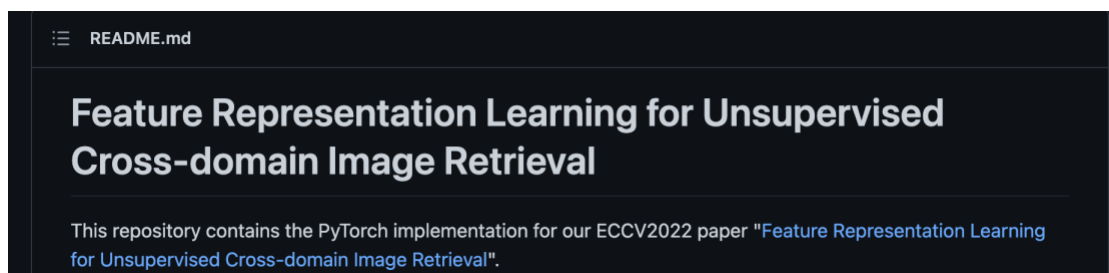 README.md
Feature Representation Learning for Unsupervised
Cross-domain Image Retrieval
This repository contains the PyTorch implementation for our ECCV2022 paper "Feature Representation Learning
for Unsupervised Cross-domain Image Retrieval".